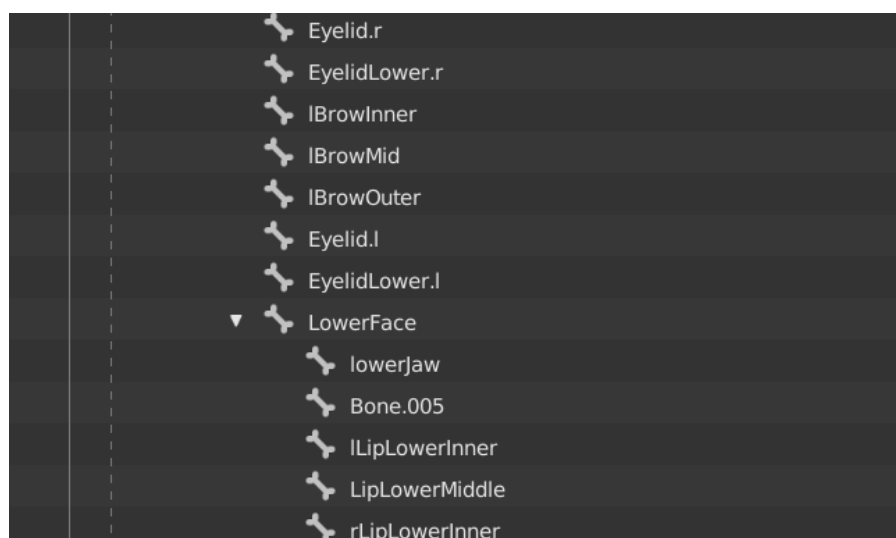 Eyelid.r
EyelidLower.r
lBrowInner
lBrowMid
lBrowOuter
Eyelid.l
EyelidLower.l
LowerFace
lowerJaw
Bone.005
lLipLowerInner
LipLowerMiddle
rLipLowerInner